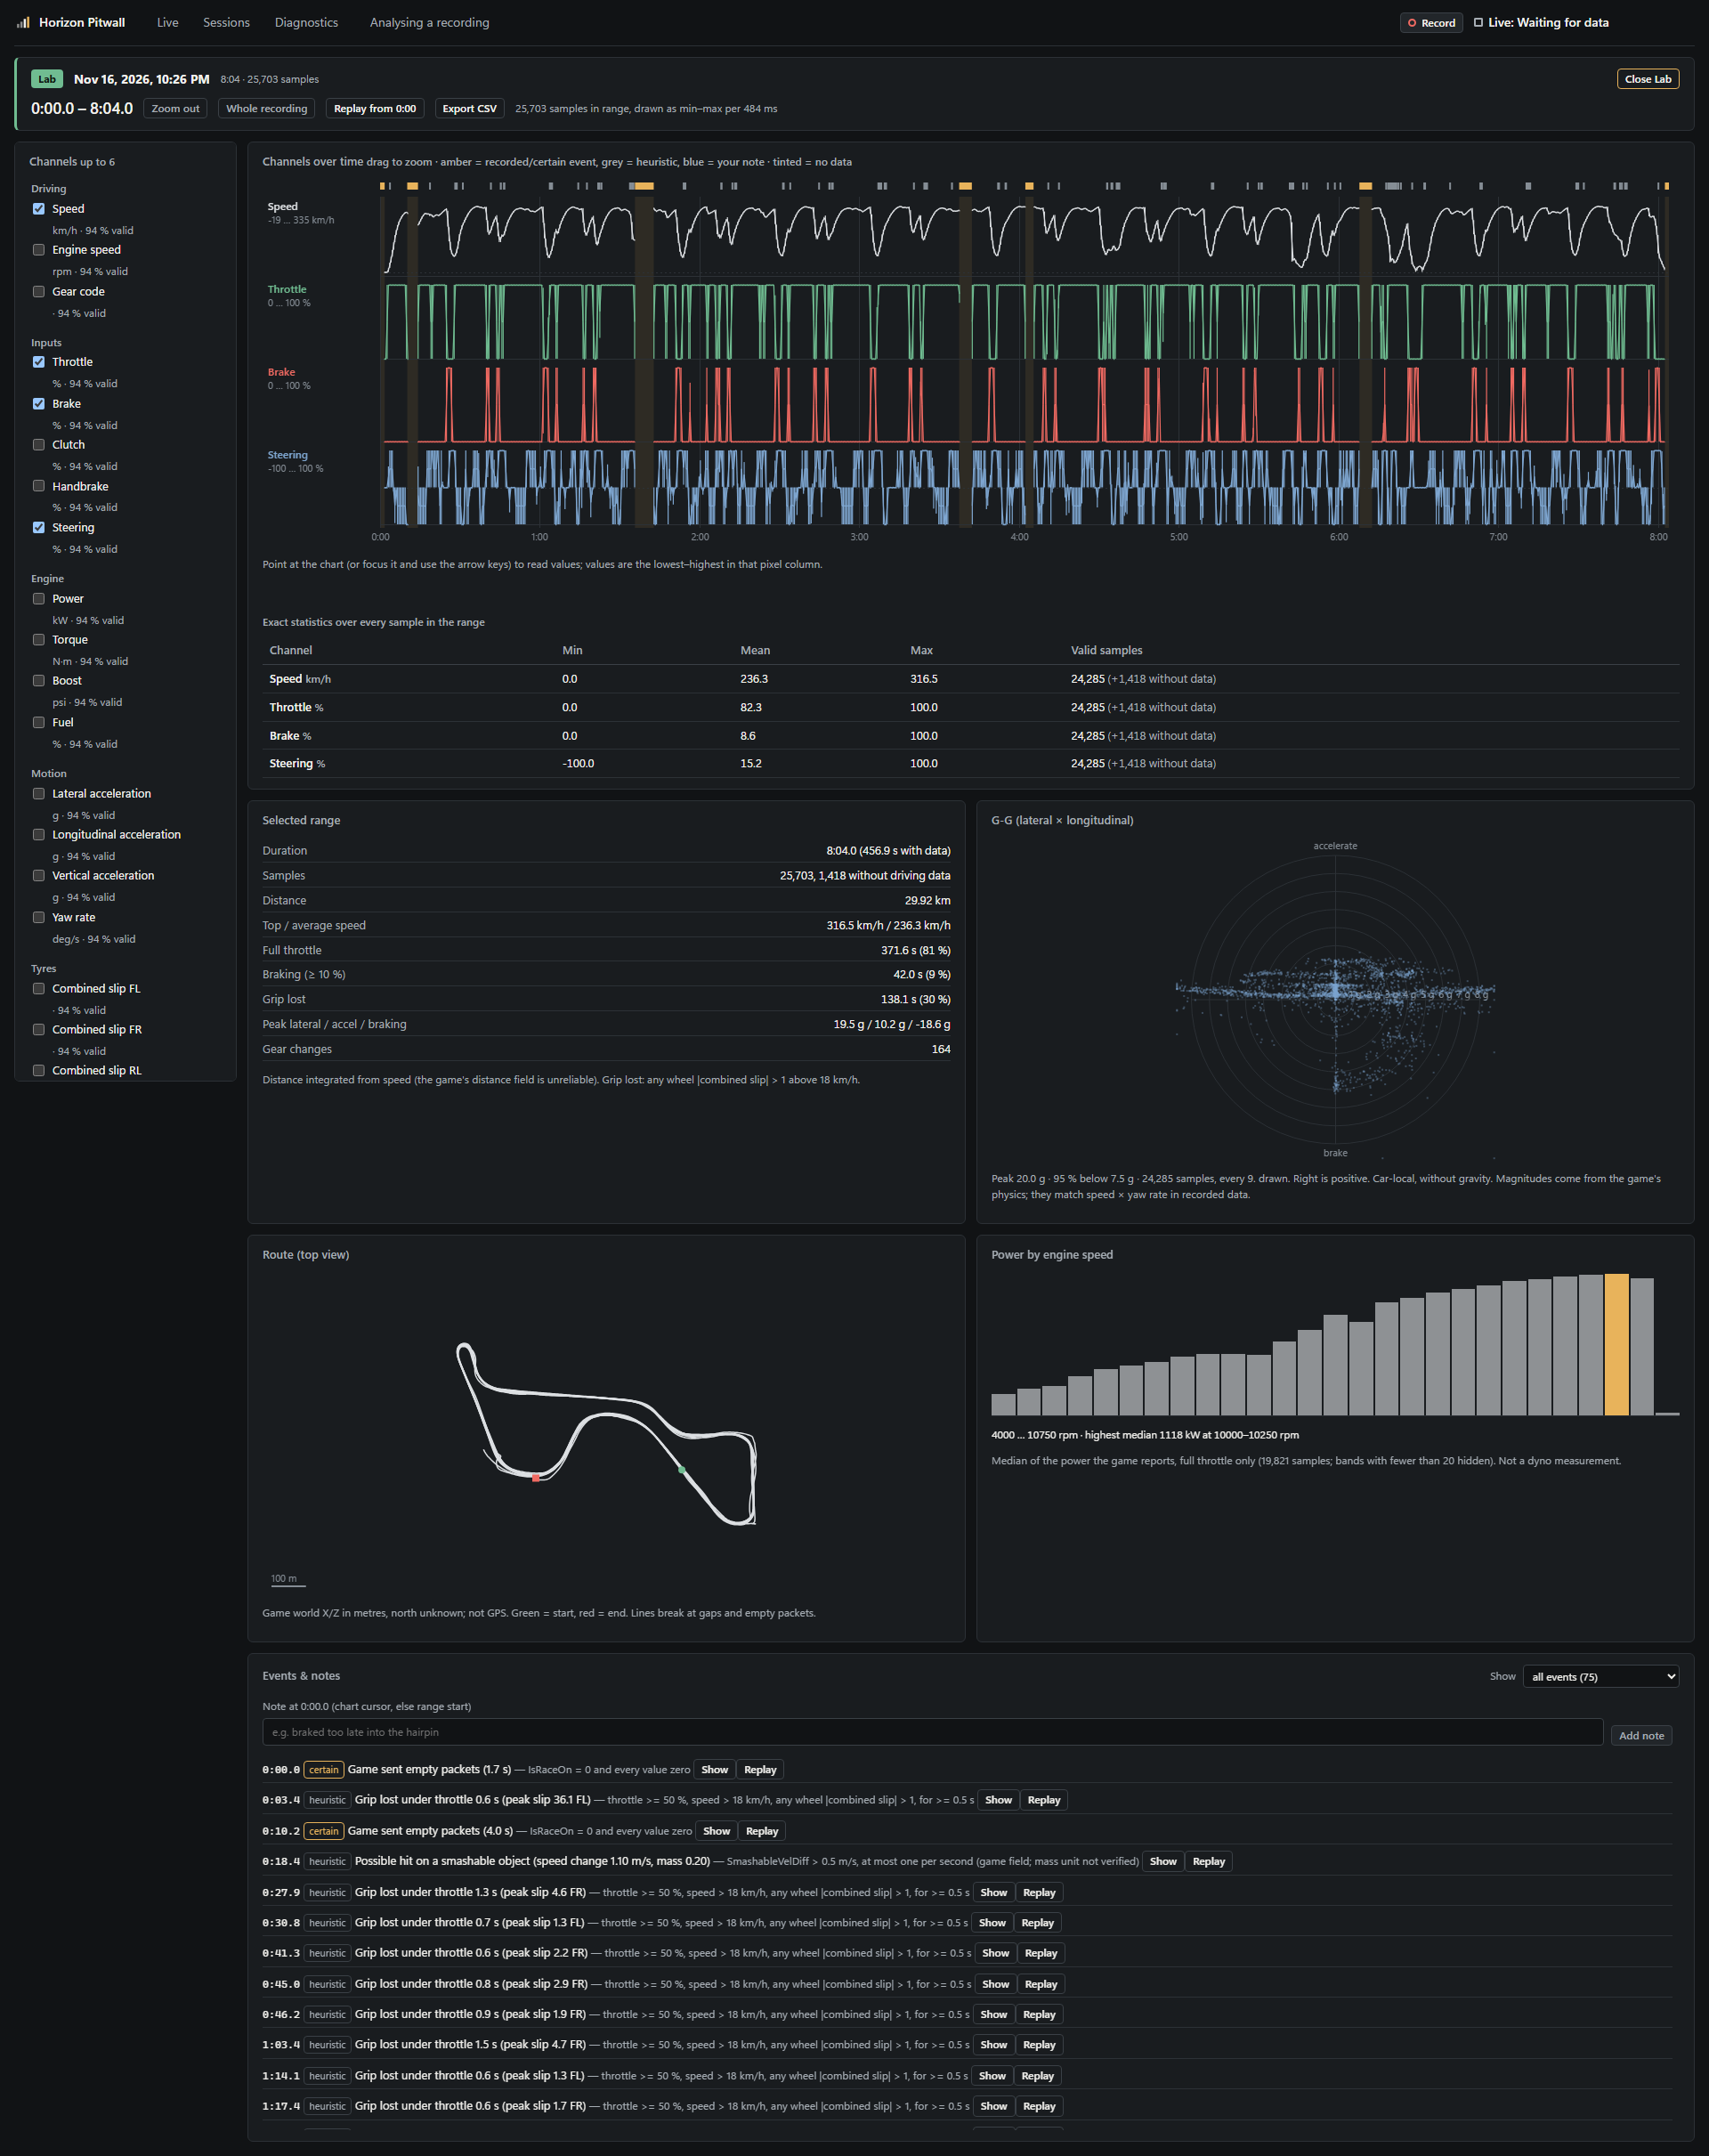 Horizon Pitwall Live Sessions Diagnostics Analysing a recording Record Live: Waiting for data
Lab Nov 16, 2026, 10:26 PM 8:04 · 25,703 samples Close Lab
0:00.0 – 8:04.0 Zoom out Whole recording Replay from 0:00 Export CSV 25,703 samples in range, drawn as min–max per 484 ms
Channels up to 6
Driving
Speed
km/h · 94 % valid
Engine speed
rpm · 94 % valid
Gear code
· 94 % valid
Inputs
Throttle
% · 94 % valid
Brake
% · 94 % valid
Clutch
% · 94 % valid
Handbrake
% · 94 % valid
Steering
% · 94 % valid
Engine
Power
kW · 94 % valid
Torque
N·m · 94 % valid
Boost
psi · 94 % valid
Fuel
% · 94 % valid
Motion
Lateral acceleration
g · 94 % valid
Longitudinal acceleration
g · 94 % valid
Vertical acceleration
g · 94 % valid
Yaw rate
deg/s · 94 % valid
Tyres
Combined slip FL
· 94 % valid
Combined slip FR
· 94 % valid
Combined slip RL
Channels over time drag to zoom · amber = recorded/certain event, grey = heuristic, blue = your note · tinted = no data
Speed
-19 ... 335 km/h
Throttle
0 ... 100 %
Brake
0 ... 100 %
Steering
-100 ... 100 %
0:00 1:00 2:00 3:00 4:00 5:00 6:00 7:00 8:00
Point at the chart (or focus it and use the arrow keys) to read values; values are the lowest–highest in that pixel column.
Exact statistics over every sample in the range
Channel Min Mean Max Valid samples
Speed km/h 0.0 236.3 316.5 24,285 (+1,418 without data)
Throttle % 0.0 82.3 100.0 24,285 (+1,418 without data)
Brake % 0.0 8.6 100.0 24,285 (+1,418 without data)
Steering % -100.0 15.2 100.0 24,285 (+1,418 without data)
Selected range
Duration 8:04.0 (456.9 s with data)
Samples 25,703, 1,418 without driving data
Distance 29.92 km
Top / average speed 316.5 km/h / 236.3 km/h
Full throttle 371.6 s (81 %)
Braking (≥ 10 %) 42.0 s (9 %)
Grip lost 138.1 s (30 %)
Peak lateral / accel / braking 19.5 g / 10.2 g / -18.6 g
Gear changes 164
Distance integrated from speed (the game's distance field is unreliable). Grip lost: any wheel |combined slip| > 1 above 18 km/h.
G-G (lateral × longitudinal)
accelerate
2 g 3 g 4 g 5 g 6 g 7 g 8 g
brake
Peak 20.0 g · 95 % below 7.5 g · 24,285 samples, every 9. drawn. Right is positive. Car-local, without gravity. Magnitudes come from the game's
physics; they match speed × yaw rate in recorded data.
Route (top view)
100 m
Game world X/Z in metres, north unknown; not GPS. Green = start, red = end. Lines break at gaps and empty packets.
Power by engine speed
4000 ... 10750 rpm · highest median 1118 kW at 10000–10250 rpm
Median of the power the game reports, full throttle only (19,821 samples; bands with fewer than 20 hidden). Not a dyno measurement.
Events & notes Show all events (75)
Note at 0:00.0 (chart cursor, else range start)
e.g. braked too late into the hairpin Add note
0:00.0 certain Game sent empty packets (1.7 s) — IsRaceOn = 0 and every value zero Show Replay
0:03.4 heuristic Grip lost under throttle 0.6 s (peak slip 36.1 FL) — throttle >= 50 %, speed > 18 km/h, any wheel |combined slip| > 1, for >= 0.5 s Show Replay
0:10.2 certain Game sent empty packets (4.0 s) — IsRaceOn = 0 and every value zero Show Replay
0:18.4 heuristic Possible hit on a smashable object (speed change 1.10 m/s, mass 0.20) — SmashableVelDiff > 0.5 m/s, at most one per second (game field; mass unit not verified) Show Replay
0:27.9 heuristic Grip lost under throttle 1.3 s (peak slip 4.6 FR) — throttle >= 50 %, speed > 18 km/h, any wheel |combined slip| > 1, for >= 0.5 s Show Replay
0:30.8 heuristic Grip lost under throttle 0.7 s (peak slip 1.3 FL) — throttle >= 50 %, speed > 18 km/h, any wheel |combined slip| > 1, for >= 0.5 s Show Replay
0:41.3 heuristic Grip lost under throttle 0.6 s (peak slip 2.2 FR) — throttle >= 50 %, speed > 18 km/h, any wheel |combined slip| > 1, for >= 0.5 s Show Replay
0:45.0 heuristic Grip lost under throttle 0.8 s (peak slip 2.9 FR) — throttle >= 50 %, speed > 18 km/h, any wheel |combined slip| > 1, for >= 0.5 s Show Replay
0:46.2 heuristic Grip lost under throttle 0.9 s (peak slip 1.9 FR) — throttle >= 50 %, speed > 18 km/h, any wheel |combined slip| > 1, for >= 0.5 s Show Replay
1:03.4 heuristic Grip lost under throttle 1.5 s (peak slip 4.7 FR) — throttle >= 50 %, speed > 18 km/h, any wheel |combined slip| > 1, for >= 0.5 s Show Replay
1:14.1 heuristic Grip lost under throttle 0.6 s (peak slip 1.3 FL) — throttle >= 50 %, speed > 18 km/h, any wheel |combined slip| > 1, for >= 0.5 s Show Replay
1:17.4 heuristic Grip lost under throttle 0.6 s (peak slip 1.7 FR) — throttle >= 50 %, speed > 18 km/h, any wheel |combined slip| > 1, for >= 0.5 s Show Replay